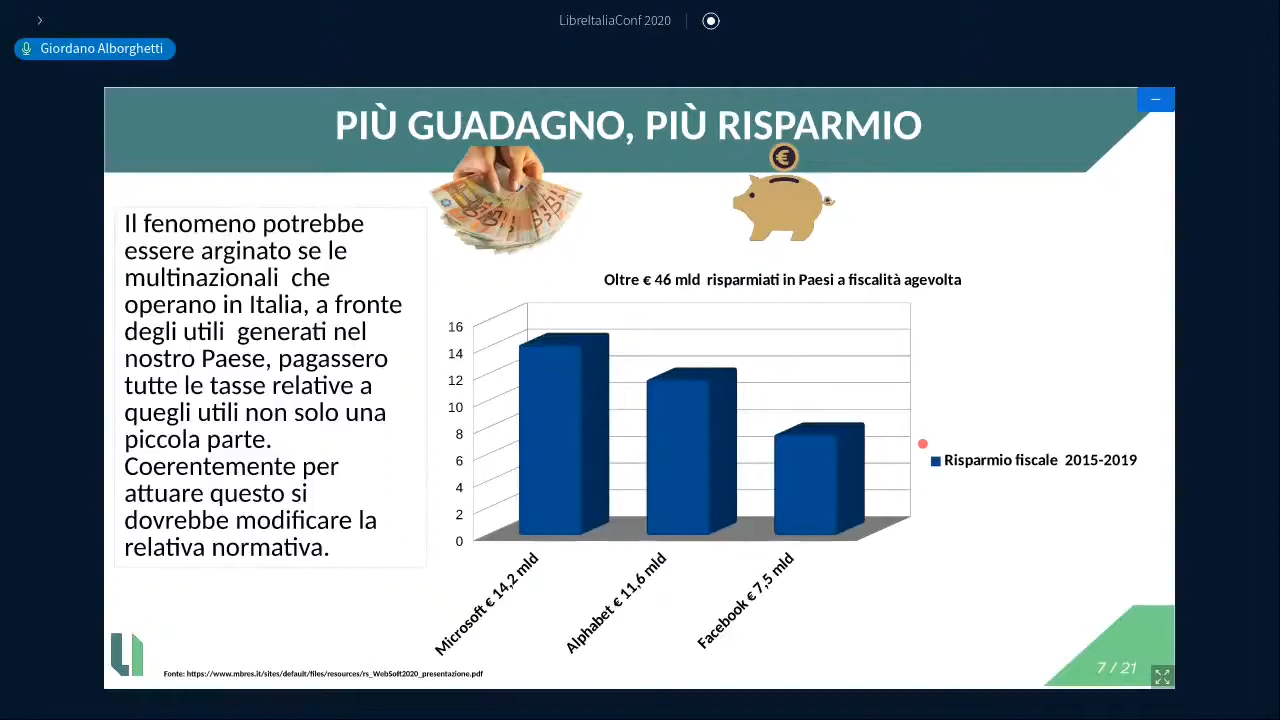 LibreItaliaConf 2020
Giordano Alborghetti
PIÙ GUADAGNO, PIÙ RISPARMIO
Il fenomeno potrebbe
essere arginato se le
multinazionali che
operano in Italia, a fronte
degli utili generati nel
nostro Paese, pagassero
tutte le tasse relative a
quegli utili non solo una
piccola parte.
Coerentemente per
attuare questo si
dovrebbe modificare la
relativa normativa.
Oltre € 46 mld risparmiati in Paesi a fiscalità agevolta
16
14
12
10
8
6
4
2
0
Microsoft € 14,2 mld
Alphabet € 11,6 mld
Facebook € 7,5 mld
Risparmio fiscale 2015-2019
Fonte: https://www.mbres.it/sites/default/files/resources/rs_WebSoft2020_presentazione.pdf
7 / 21